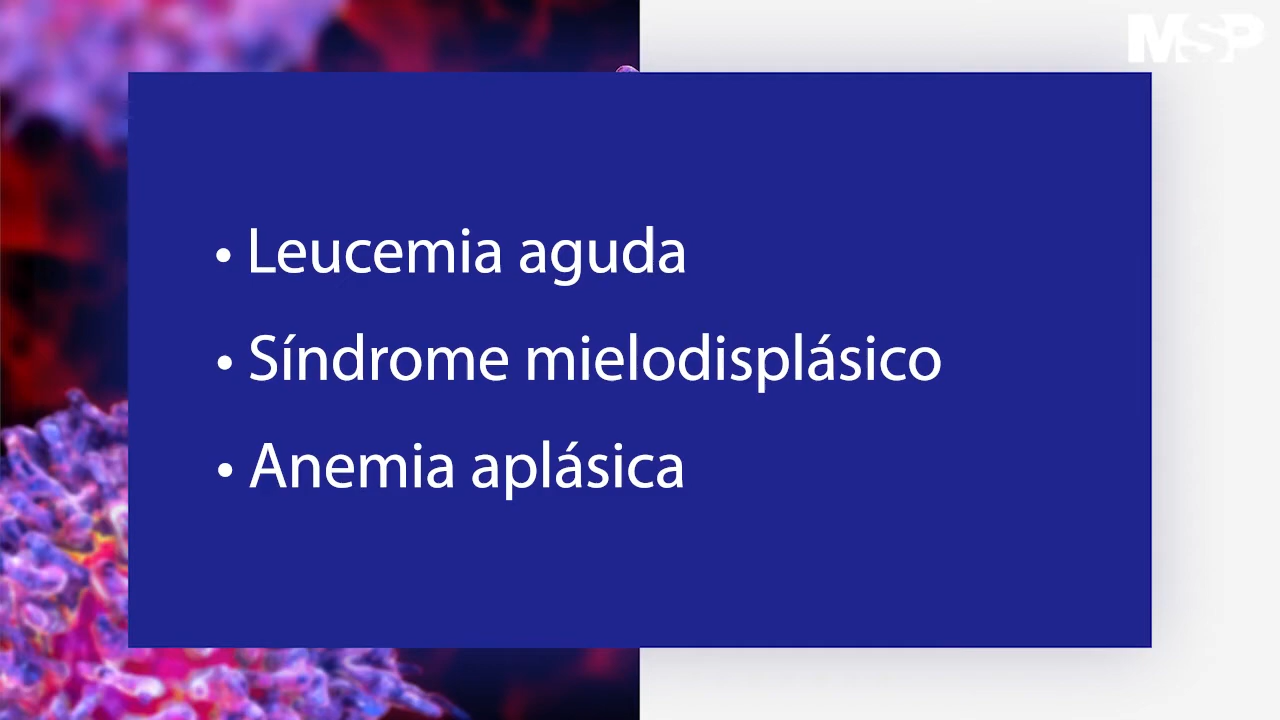 MSP
• Leucemia aguda
• Síndrome mielodisplásico
• Anemia aplásica